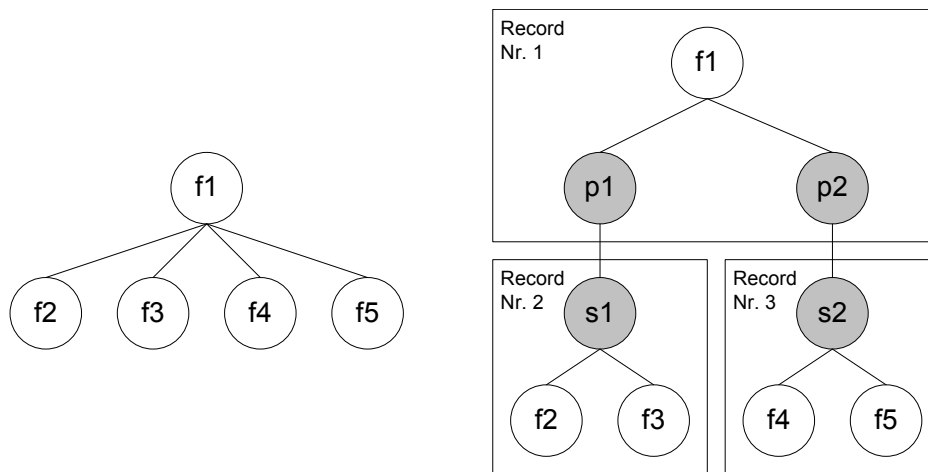 f1
f2
f3
f4
f5
Record
Nr. 1
f1
p1
p2
Record
Nr. 2
s1
f2
f3
Record
Nr. 3
s2
f4
f5